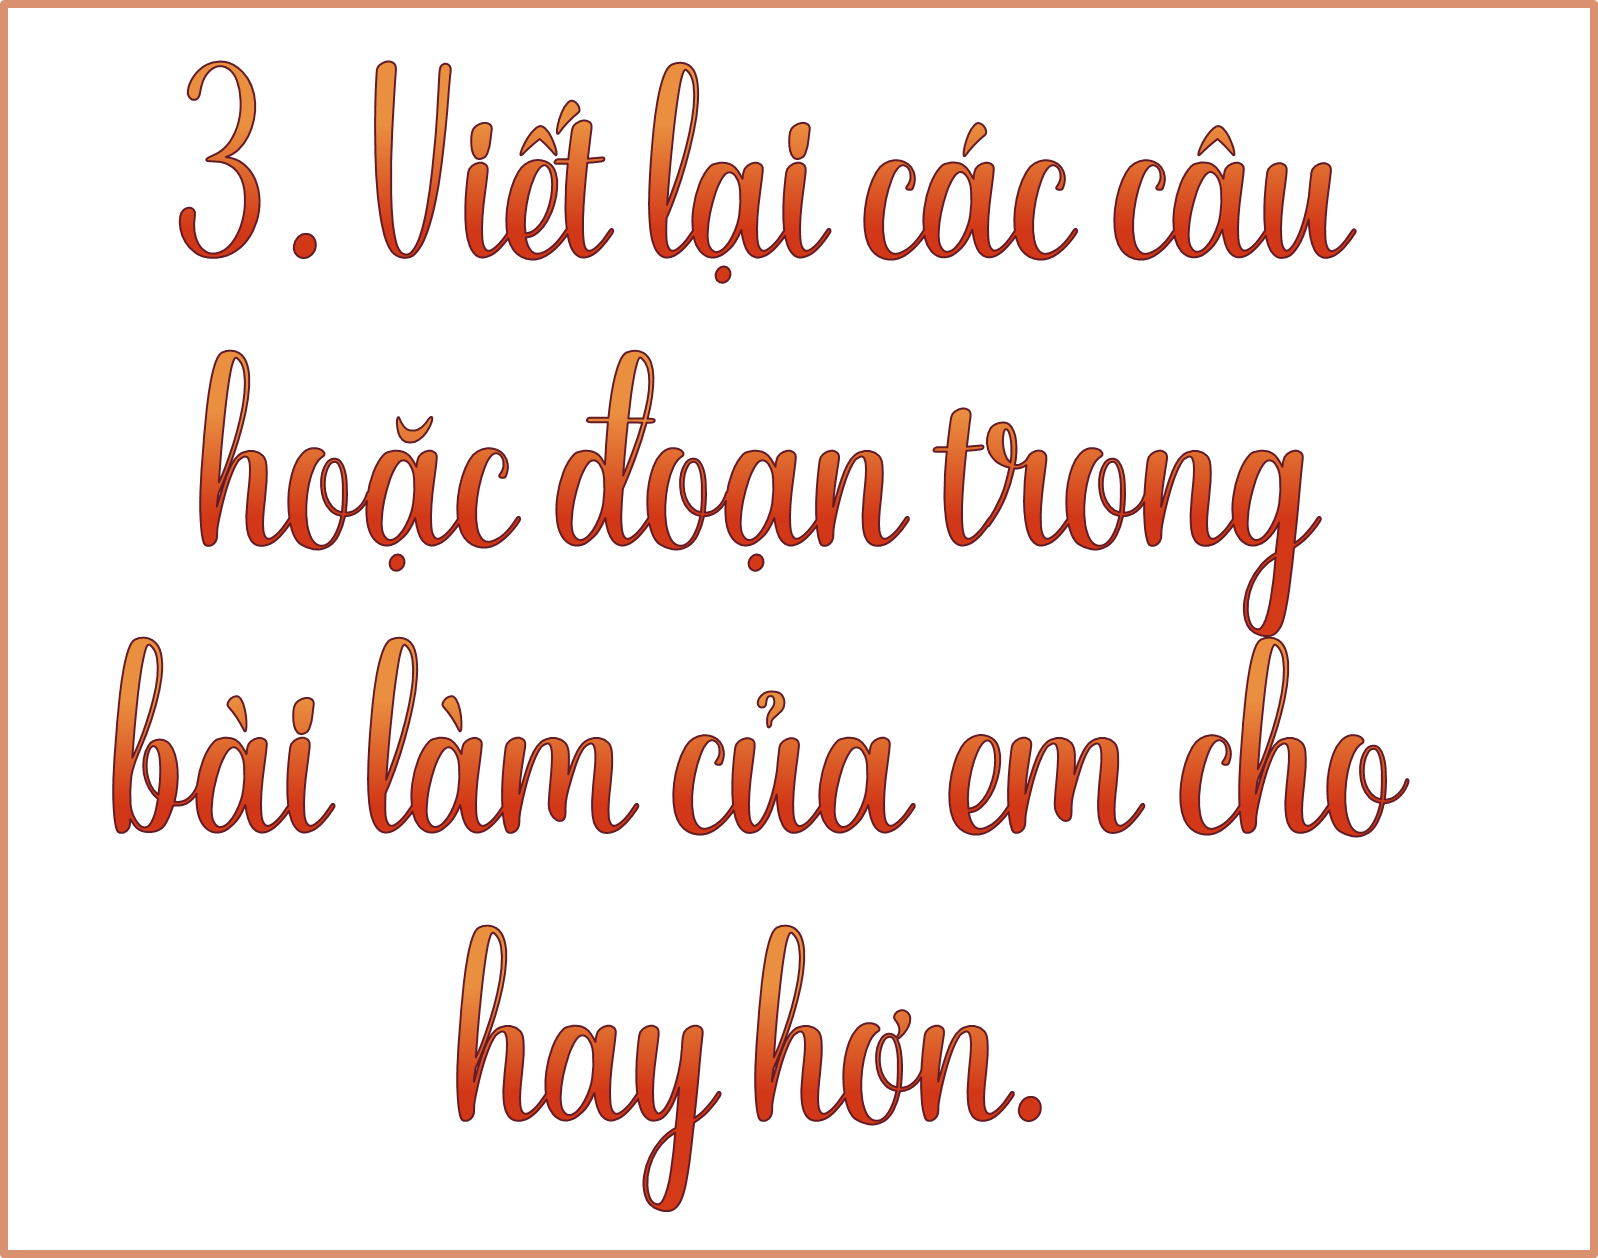 3. Viết lại các câu
hoặc đoạn trong
bài làm của em cho
hay hơn.